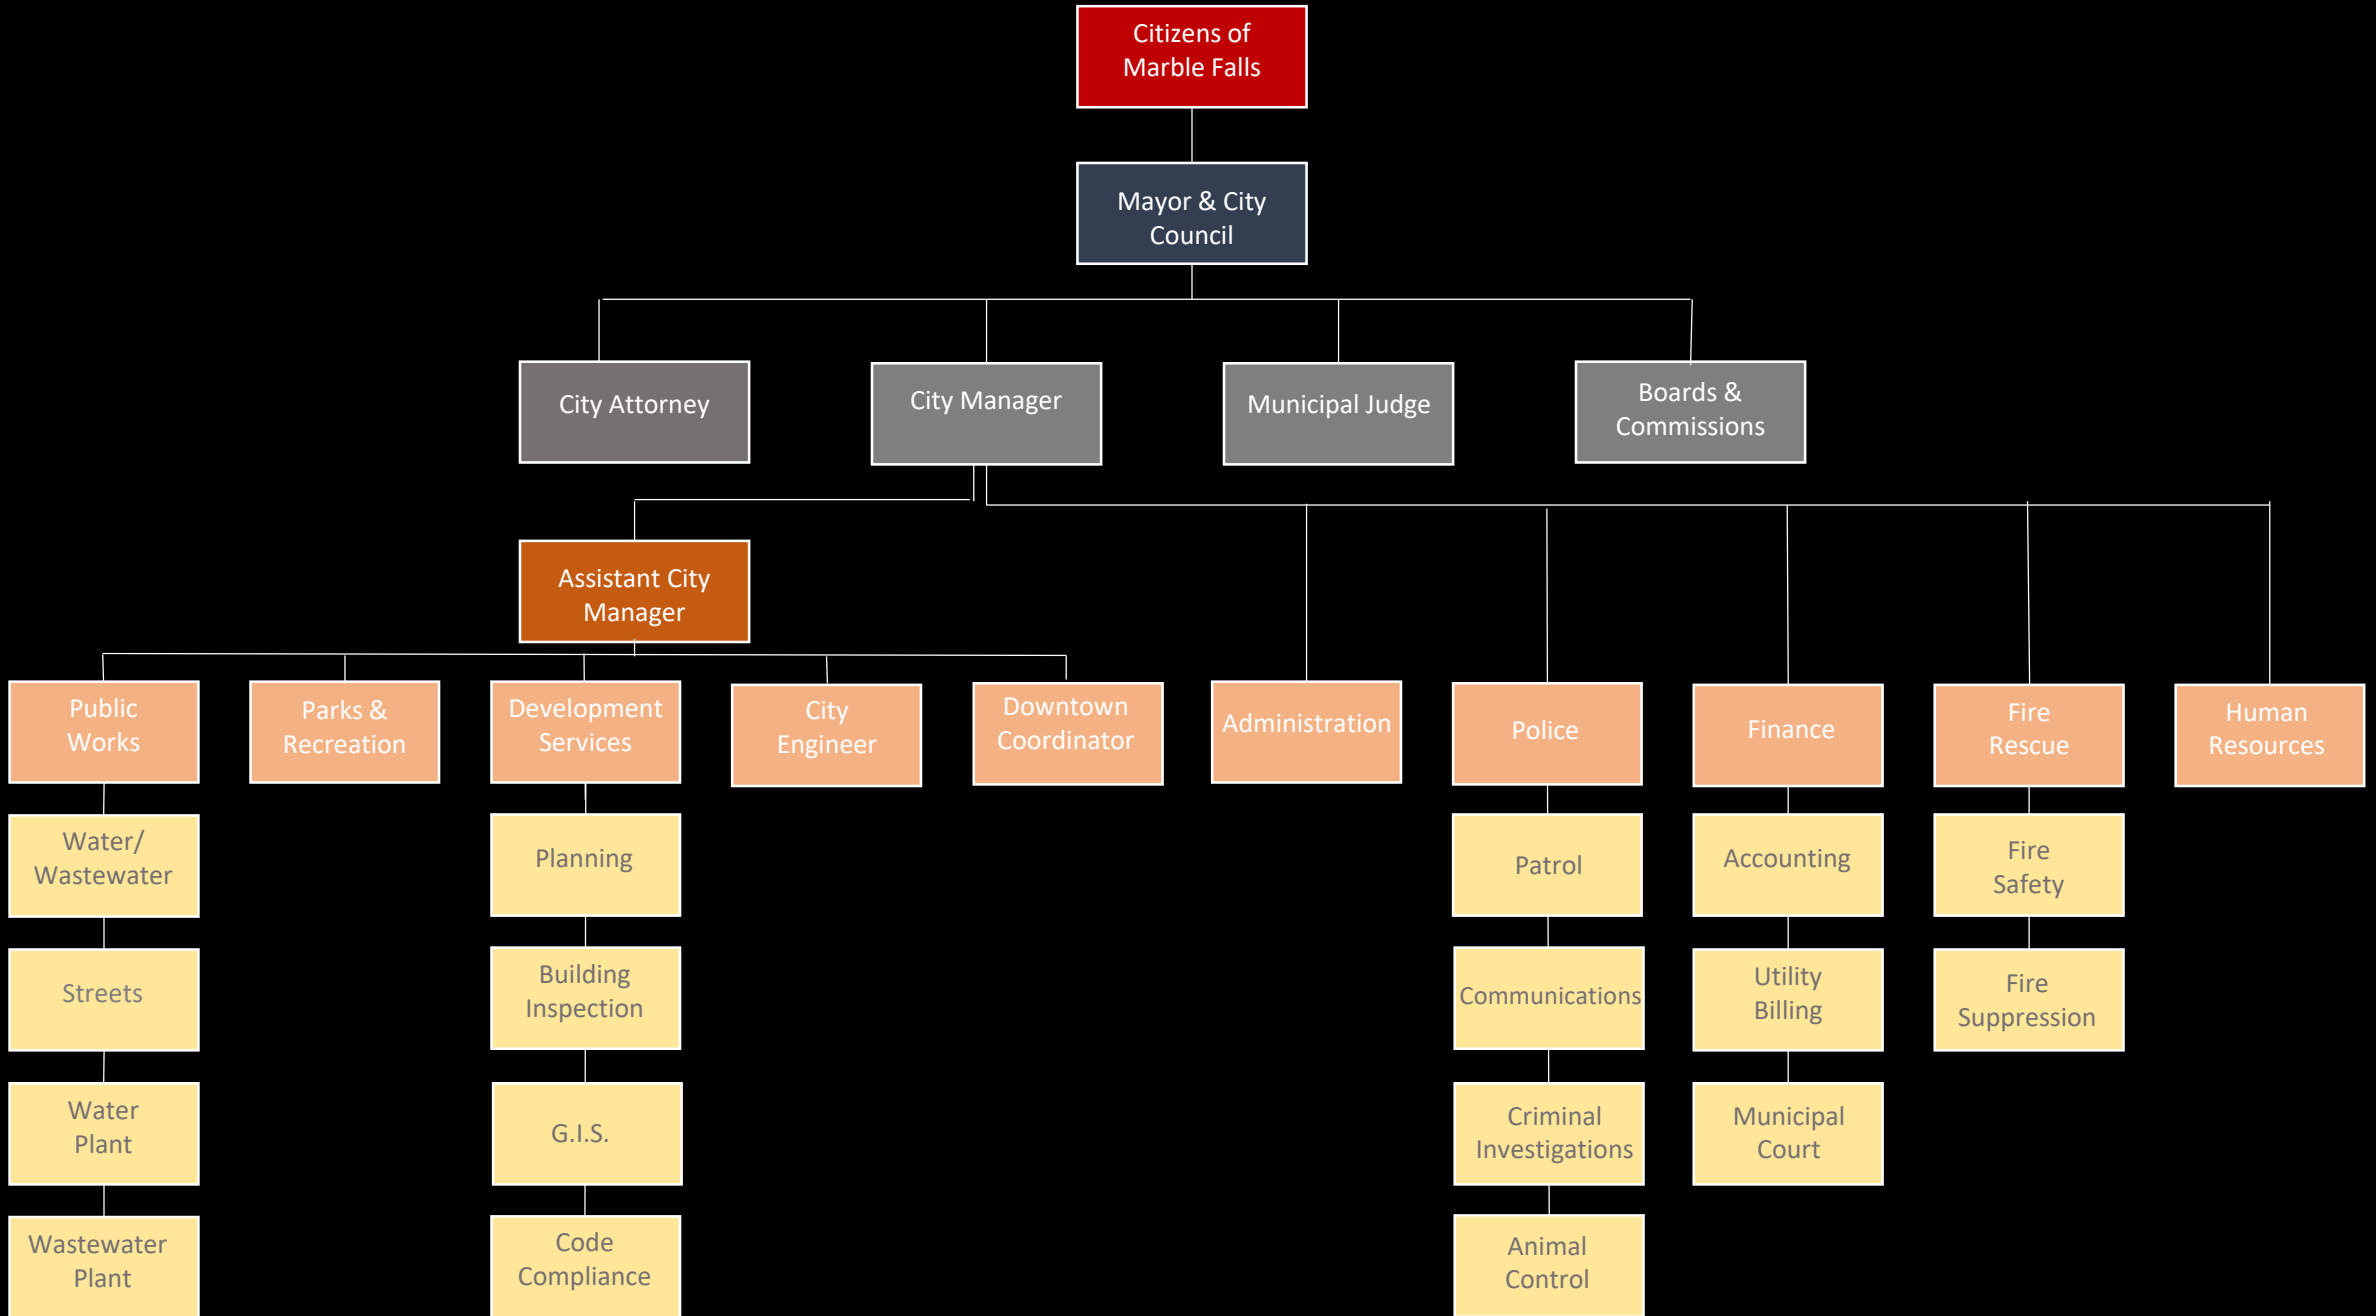 Citizens of
Marble Falls
Mayor & City
Council
City Attorney
City Manager
Municipal Judge
Boards &
Commissions
Assistant City
Manager
Public
Works
Parks &
Recreation
Development
Services
City
Engineer
Downtown
Coordinator
Administration
Police
Finance
Fire
Rescue
Human
Resources
Water/
Wastewater
Planning
Patrol
Accounting
Fire
Safety
Streets
Building
Inspection
Communications
Utility
Billing
Fire
Suppression
Water
Plant
G.I.S.
Criminal
Investigations
Municipal
Court
Wastewater
Plant
Code
Compliance
Animal
Control